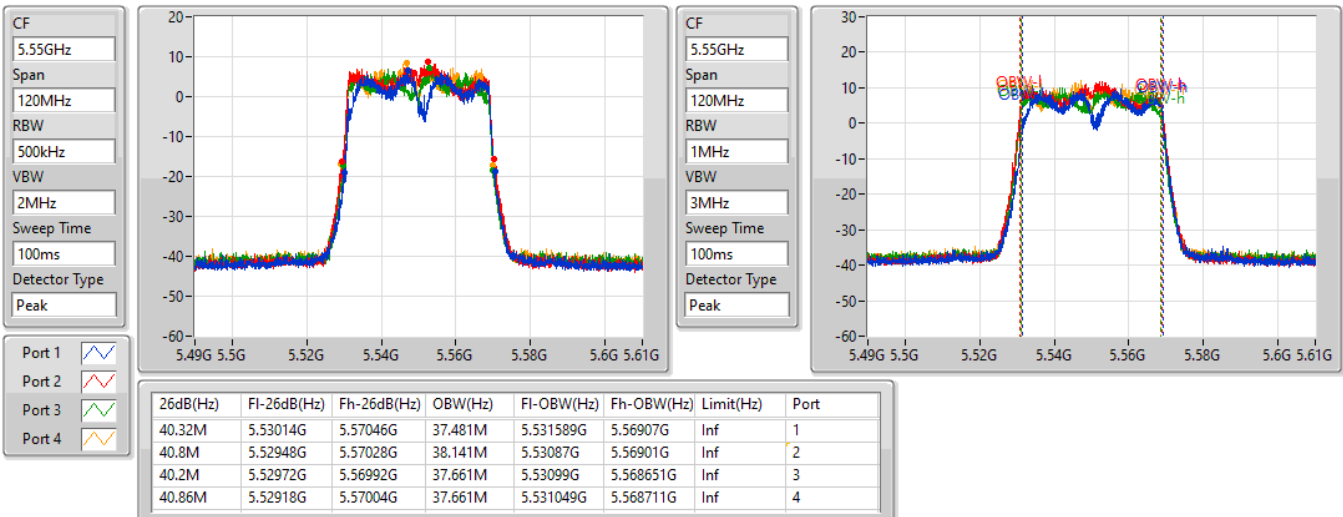 CF
5.55GHz
Span
120MHz
RBW
500kHz
VBW
2MHz
Sweep Time
100ms
Detector Type
Peak
20
10
0
-10
-20
-30
-40
-50
-60
5.49G 5.5G 5.52G 5.54G 5.56G 5.58G 5.6G 5.61G
CF
5.55GHz
Span
120MHz
RBW
1MHz
VBW
3MHz
Sweep Time
100ms
Detector Type
Peak
30
20
10
0
-10
-20
-30
-40
-50
-60
OBW-l OBW-h
5.49G 5.5G 5.52G 5.54G 5.56G 5.58G 5.6G 5.61G
Port 1
Port 2
Port 3
Port 4
26dB(Hz) Fl-26dB(Hz) Fh-26dB(Hz) OBW(Hz) Fl-OBW(Hz) Fh-OBW(Hz) Limit(Hz) Port
40.32M 5.53014G 5.57046G 37.481M 5.531589G 5.56907G Inf 1
40.8M 5.52948G 5.57028G 38.141M 5.53087G 5.56901G Inf 2
40.2M 5.52972G 5.56992G 37.661M 5.53099G 5.568651G Inf 3
40.86M 5.52918G 5.57004G 37.661M 5.531049G 5.568711G Inf 4